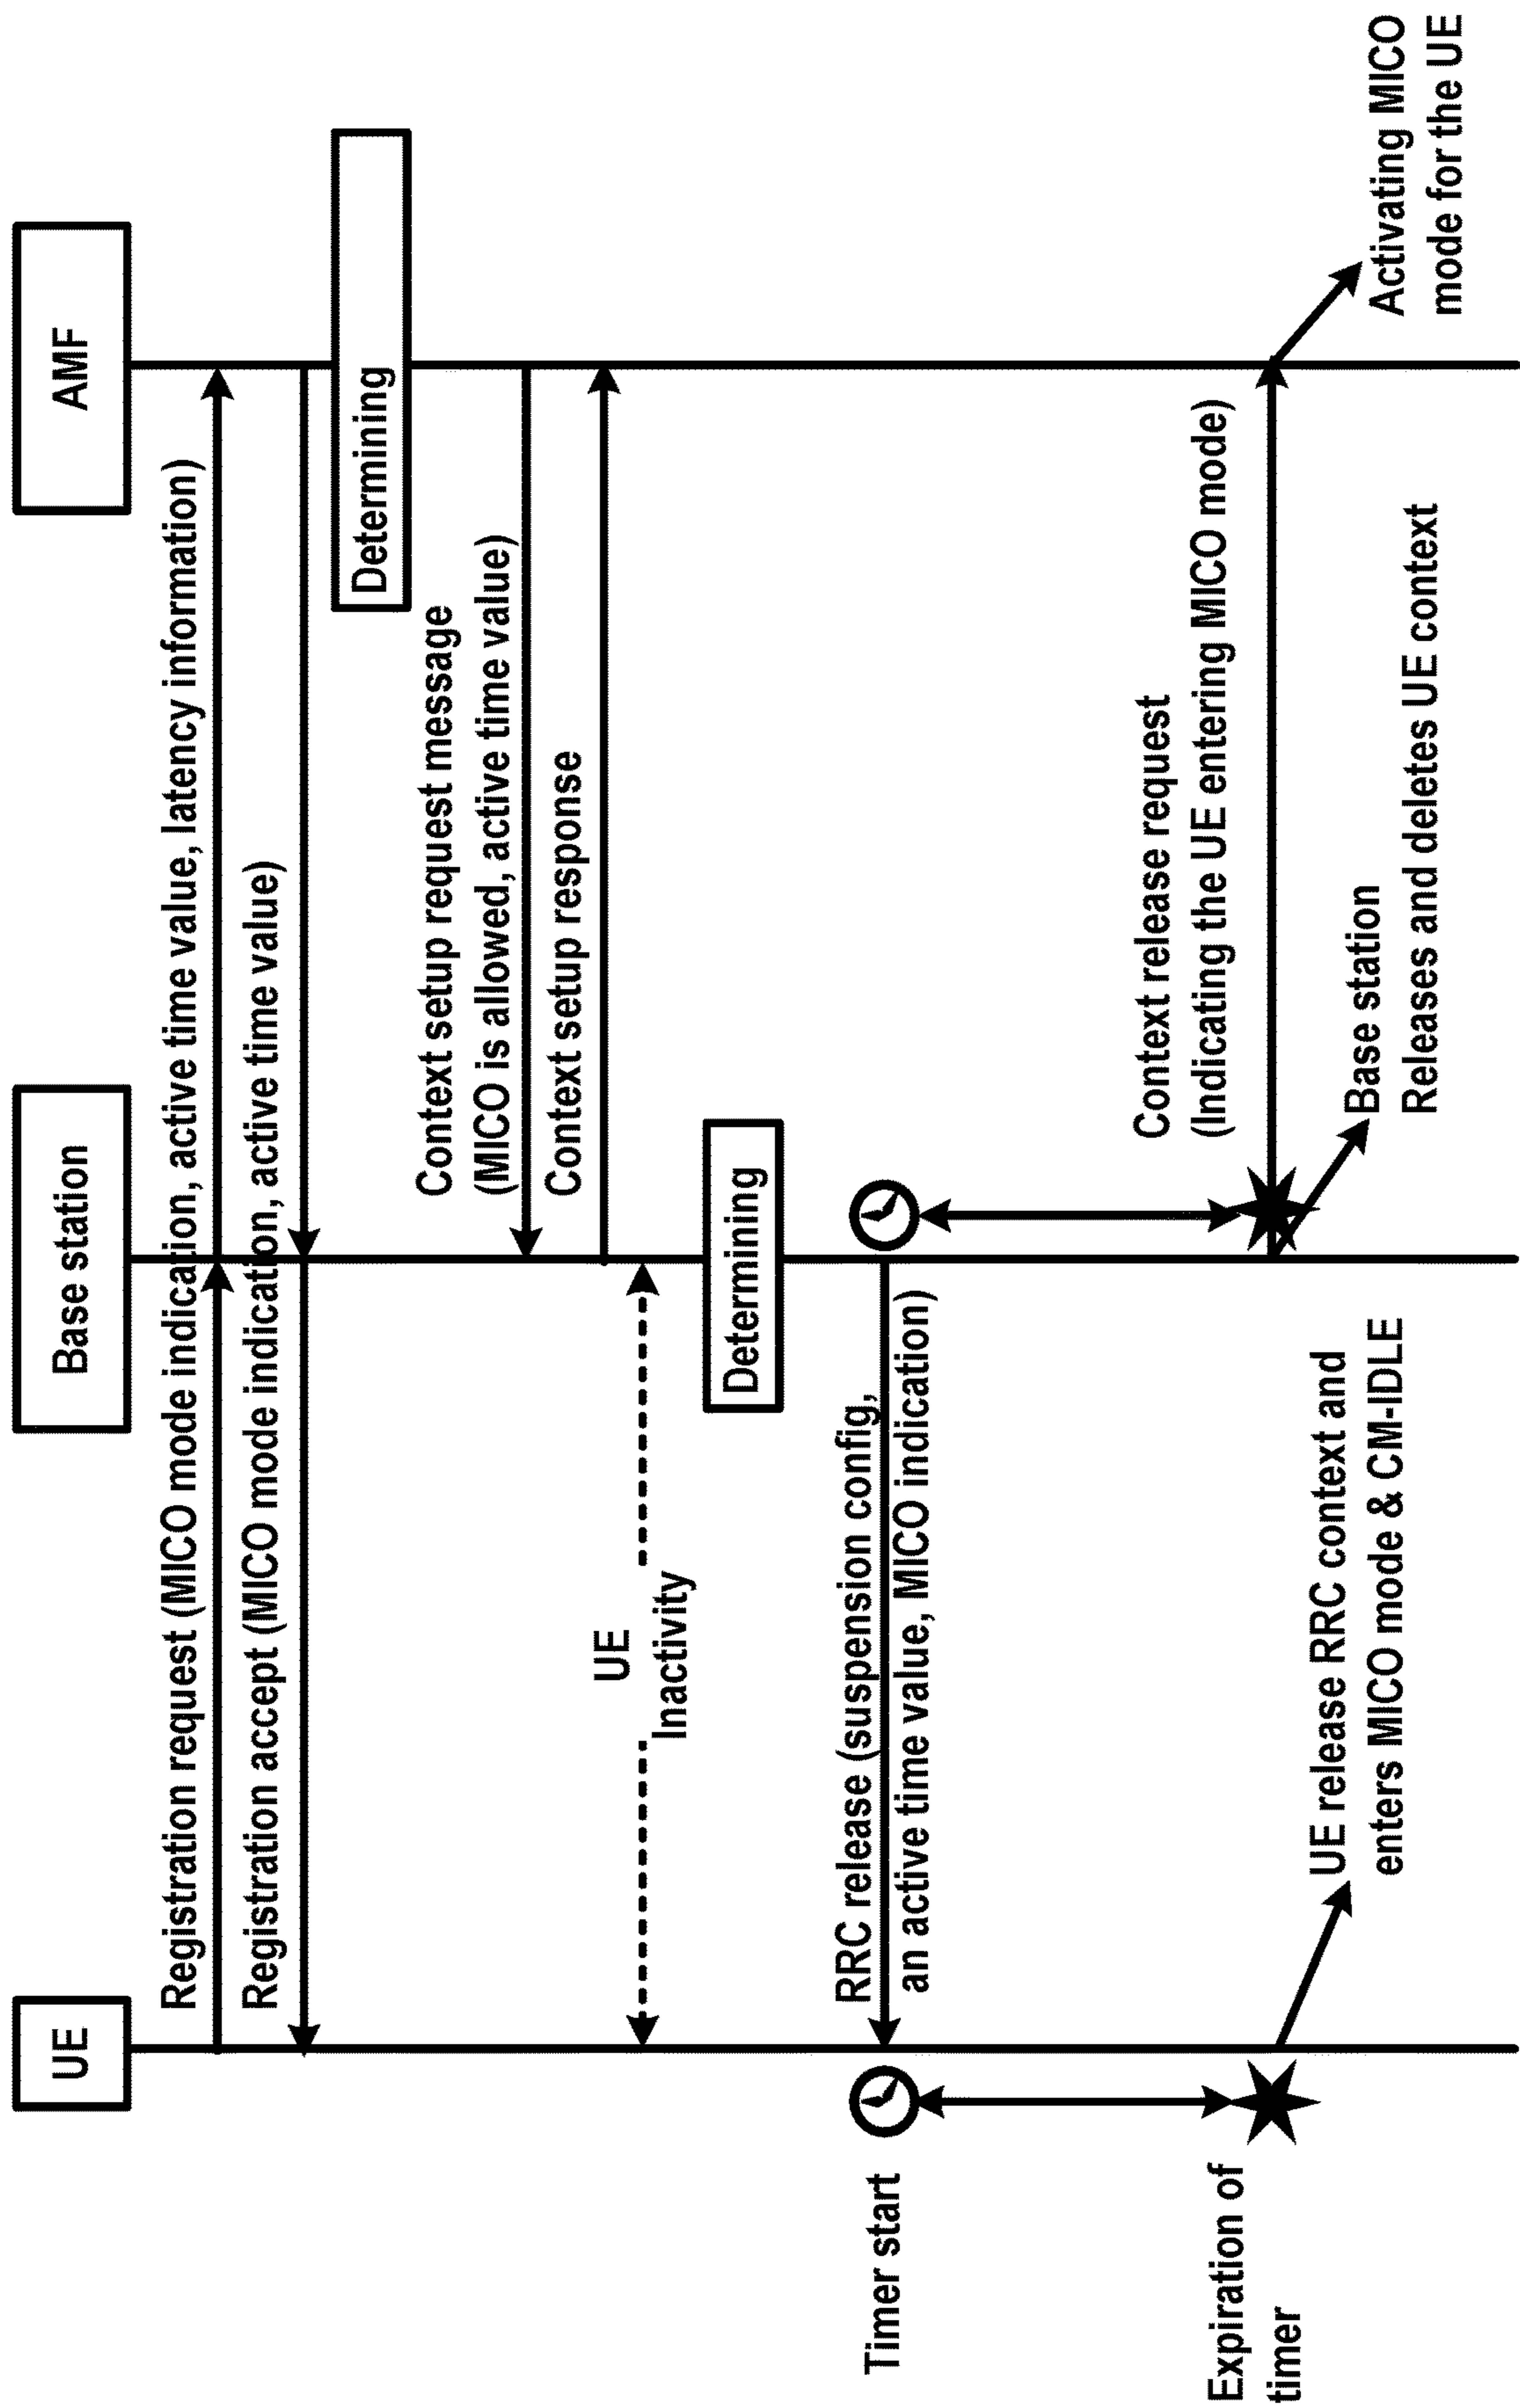 UE
Base station
AMF
Registration request (MICO mode indication, active time value, latency information)
Registration accept (MICO mode indication, active time value)
Determining
Context setup request message
(MICO is allowed, active time value)
Context setup response
UE
Inactivity
Determining
RRC release (suspension config,
an active time value, MICO indication)
Timer start
Context release request
(Indicating the UE entering MICO mode)
Expiration of
timer
UE release RRC context and
enters MICO mode & CM-IDLE
Base station
Releases and deletes UE context
Activating MICO
mode for the UE